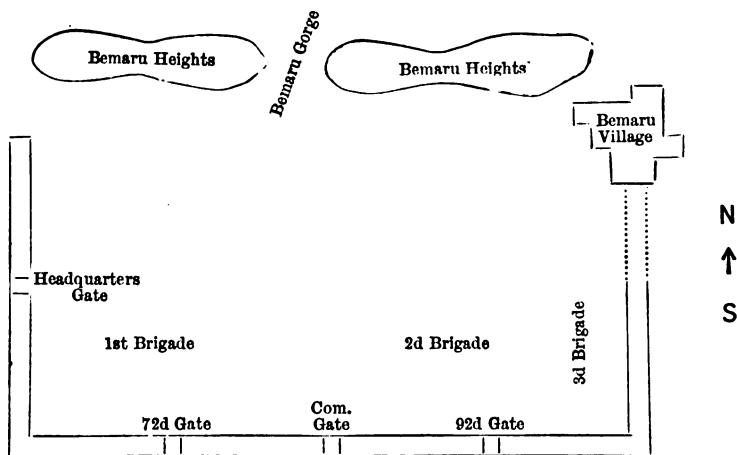 Bemaru Heights
Bemaru Gorge
Bemaru Heights
Bemaru
Village
N
S
Headquarters
Gate
1st Brigade
2d Brigade
3d Brigade
72d Gate
Com.
Gate
92d Gate